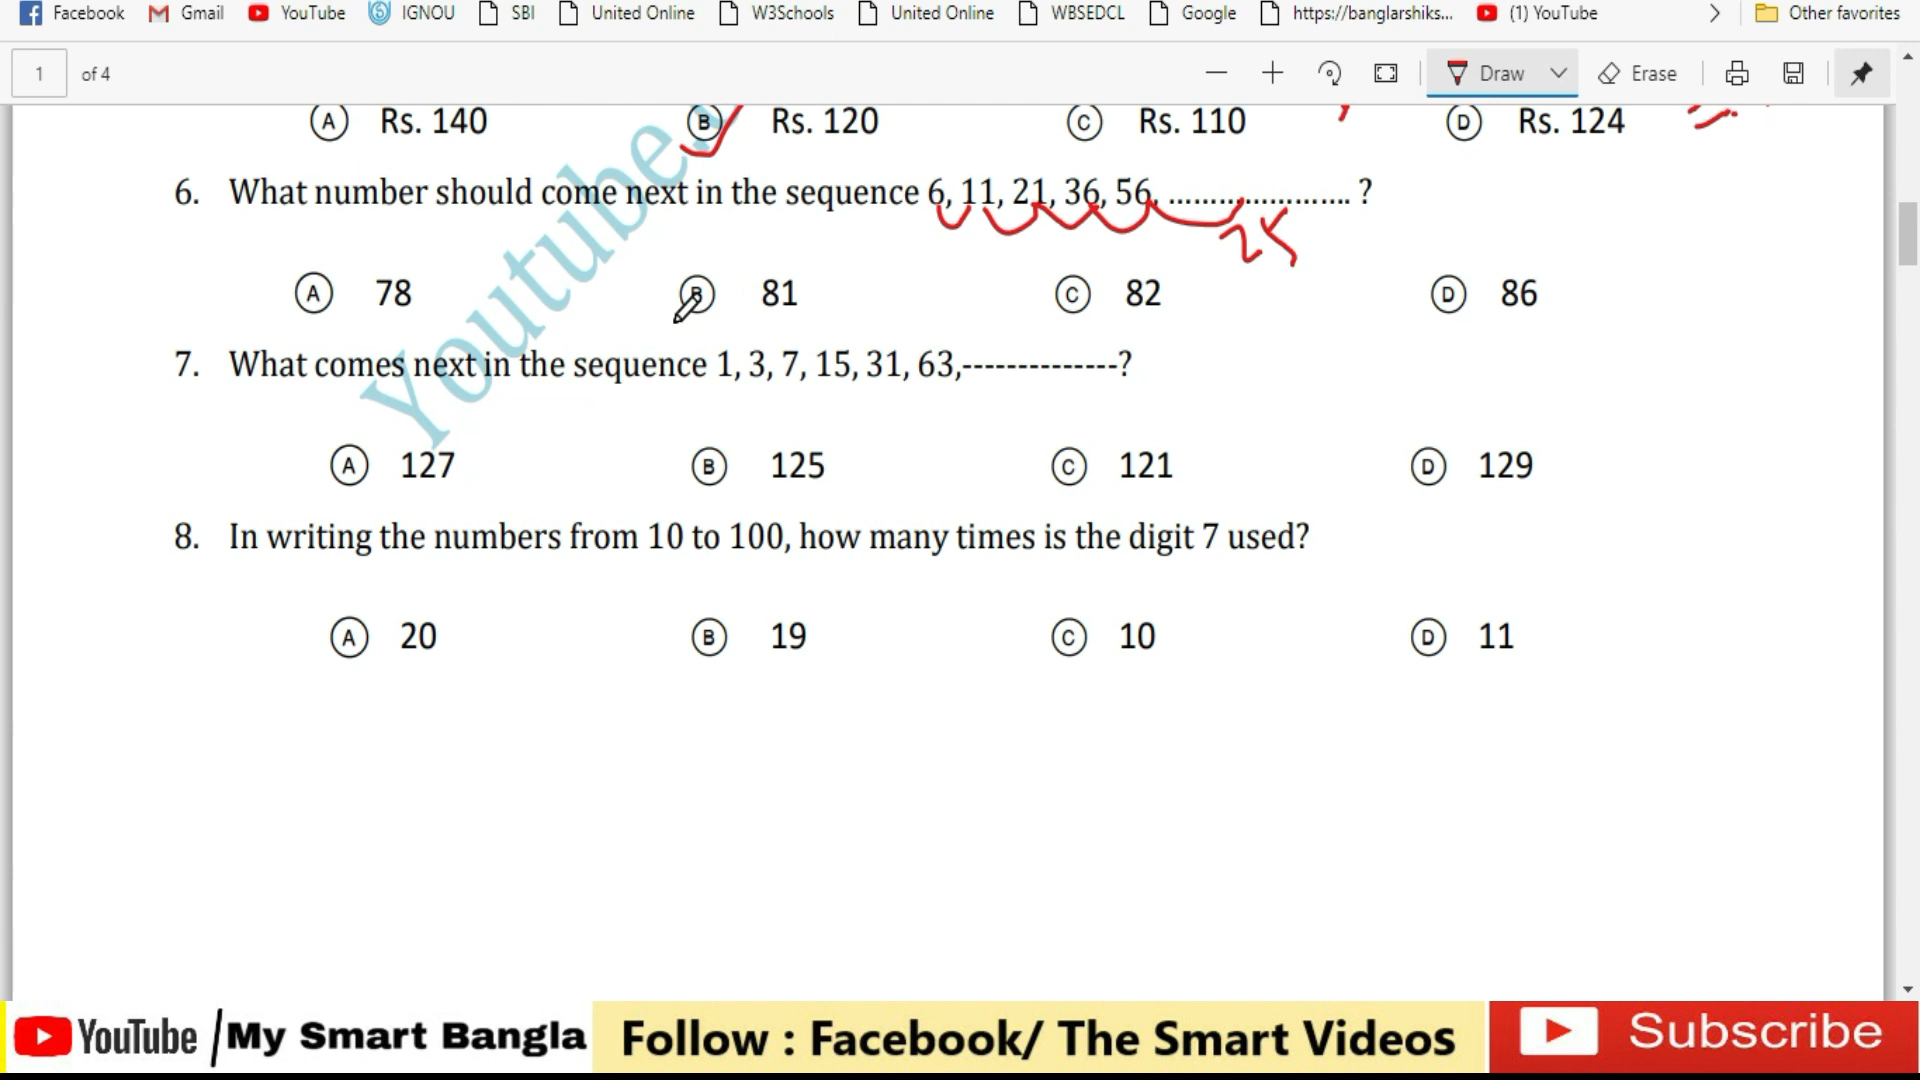 Facebook Gmail YouTube IGNOU SBI United Online W3Schools United Online WBSEDCL Google https://banglarshiks... (1) YouTube Other favorites
1 of 4 Draw Erase
A Rs. 140 B Rs. 120 C Rs. 110 D Rs. 124
6. What number should come next in the sequence 6, 11, 21, 36, 56, ........................ ?
25
A 78 B 81 C 82 D 86
7. What comes next in the sequence 1, 3, 7, 15, 31, 63,--------------?
A 127 B 125 C 121 D 129
8. In writing the numbers from 10 to 100, how many times is the digit 7 used?
A 20 B 19 C 10 D 11
Youtube.
YouTube /My Smart Bangla Follow : Facebook/ The Smart Videos Subscribe